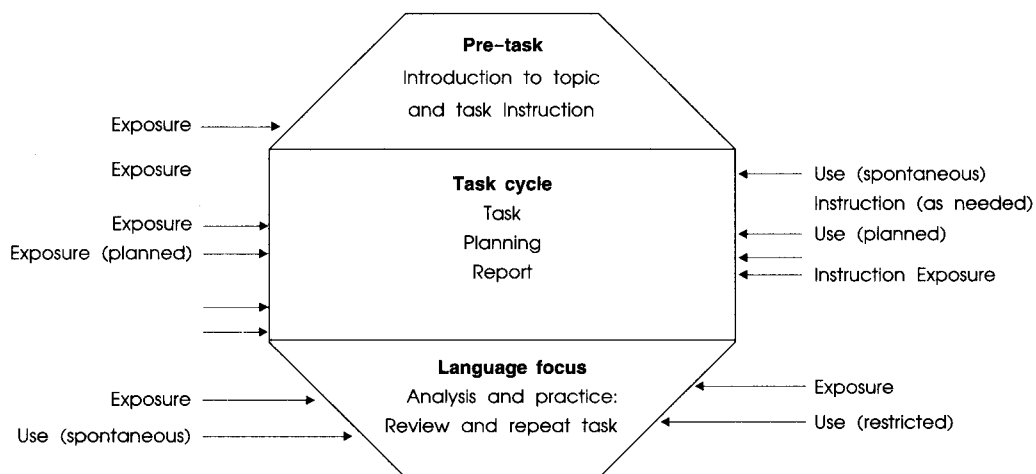 Pre-task
Introduction to topic
and task Instruction
Exposure
Exposure
Exposure
Exposure (planned)
Task cycle
Task
Planning
Report
Use (spontaneous)
Instruction (as needed)
Use (planned)
Instruction Exposure
Language focus
Analysis and practice:
Review and repeat task
Exposure
Use (spontaneous)
Exposure
Use (restricted)